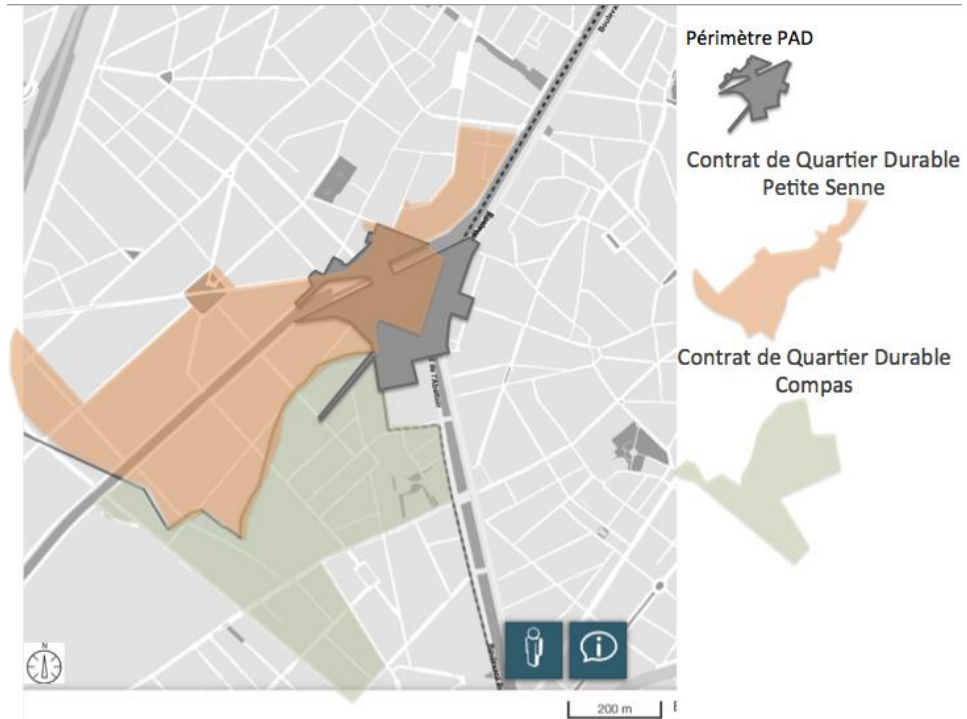 Périmètre PAD
Contrat de Quartier Durable
Petite Senne
Contrat de Quartier Durable
Compas
N
200 m